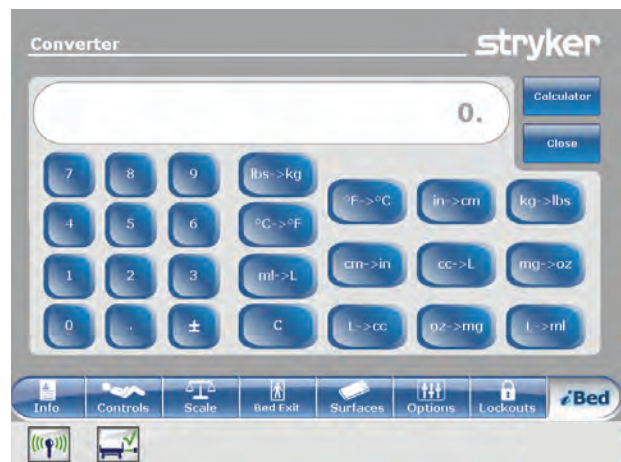 Converter
stryker
0.
Calculator
Close
7 8 9 lbs->kg
°F->°C in->cm kg->lbs
4 5 6 °C->°F
cm->in cc->L mg->oz
1 2 3 ml->L
0 . ± C L->cc oz->mg L->ml
Info Controls Scale Bed Exit Surfaces Options Lockouts iBed